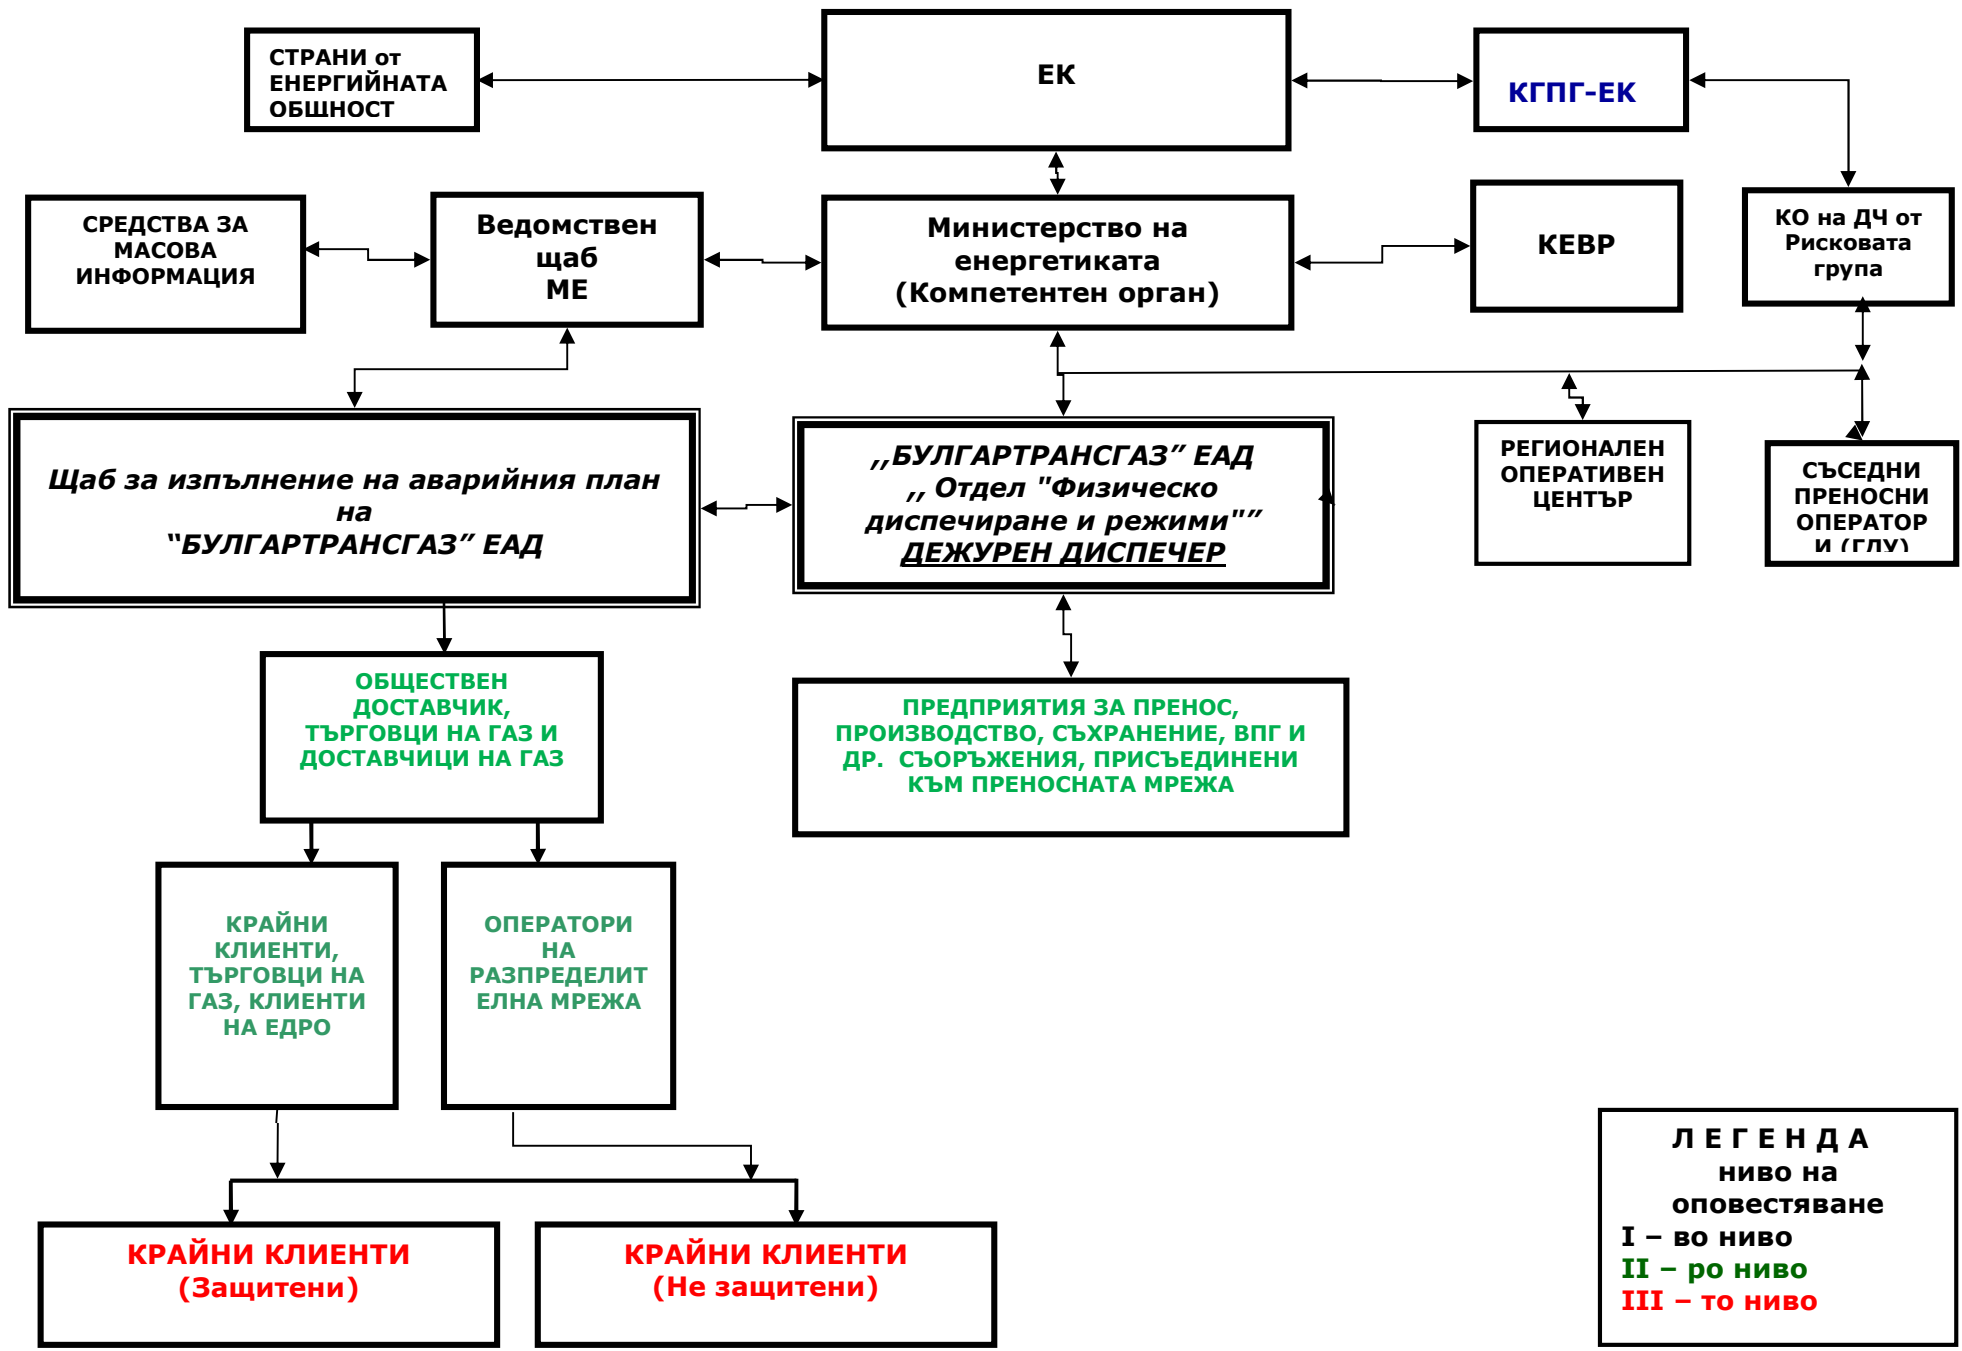 СТРАНИ от
ЕНЕРГИЙНАТА
ОБЩНОСТ
ЕК
КГПГ-ЕК
СРЕДСТВА ЗА
МАСОВА
ИНФОРМАЦИЯ
Ведомствен
щаб
МЕ
Министерство на
енергетиката
(Компетентен орган)
КЕВР
КО на ДЧ от
Рисковата
група
Щаб за изпълнение на аварийния план
на
“БУЛГАРТРАНСГАЗ” ЕАД
,,БУЛГАРТРАНСГАЗ” ЕАД
,, Отдел "Физическо
диспечиране и режими"”
ДЕЖУРЕН ДИСПЕЧЕР
РЕГИОНАЛЕН
ОПЕРАТИВЕН
ЦЕНТЪР
СЪСЕДНИ
ПРЕНОСНИ
ОПЕРАТОР
И (ГДУ)
ОБЩЕСТВЕН
ДОСТАВЧИК,
ТЪРГОВЦИ НА ГАЗ И
ДОСТАВЧИЦИ НА ГАЗ
ПРЕДПРИЯТИЯ ЗА ПРЕНОС,
ПРОИЗВОДСТВО, СЪХРАНЕНИЕ, ВПГ И
ДР. СЪОРЪЖЕНИЯ, ПРИСЪЕДИНЕНИ
КЪМ ПРЕНОСНАТА МРЕЖА
КРАЙНИ
КЛИЕНТИ,
ТЪРГОВЦИ НА
ГАЗ, КЛИЕНТИ
НА ЕДРО
ОПЕРАТОРИ
НА
РАЗПРЕДЕЛИТ
ЕЛНА МРЕЖА
КРАЙНИ КЛИЕНТИ
(Защитени)
КРАЙНИ КЛИЕНТИ
(Не защитени)
Л Е Г Е Н Д А
ниво на
оповестяване
I – во ниво
II – ро ниво
III – то ниво